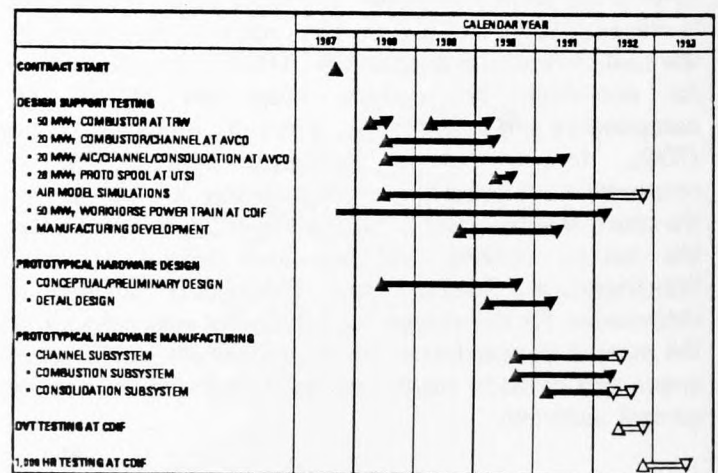 CALENDAR YEAR
1987 1988 1989 1990 1991 1992 1993
CONTRACT START
DESIGN SUPPORT TESTING
• 50 MWt COMBUSTOR AT TRW
• 20 MWt COMBUSTOR/CHANNEL AT AVCO
• 20 MWt AIC/CHANNEL/CONSOLIDATION AT AVCO
• 28 MWt PROTO SPOOL AT UTSI
• AIR MODEL SIMULATIONS
• 50 MWt WORKHORSE POWER TRAIN AT CDIF
• MANUFACTURING DEVELOPMENT
PROTOTYPICAL HARDWARE DESIGN
• CONCEPTUAL/PRELIMINARY DESIGN
• DETAIL DESIGN
PROTOTYPICAL HARDWARE MANUFACTURING
• CHANNEL SUBSYSTEM
• COMBUSTION SUBSYSTEM
• CONSOLIDATION SUBSYSTEM
DVT TESTING AT CDIF
1,000 HR TESTING AT CDIF